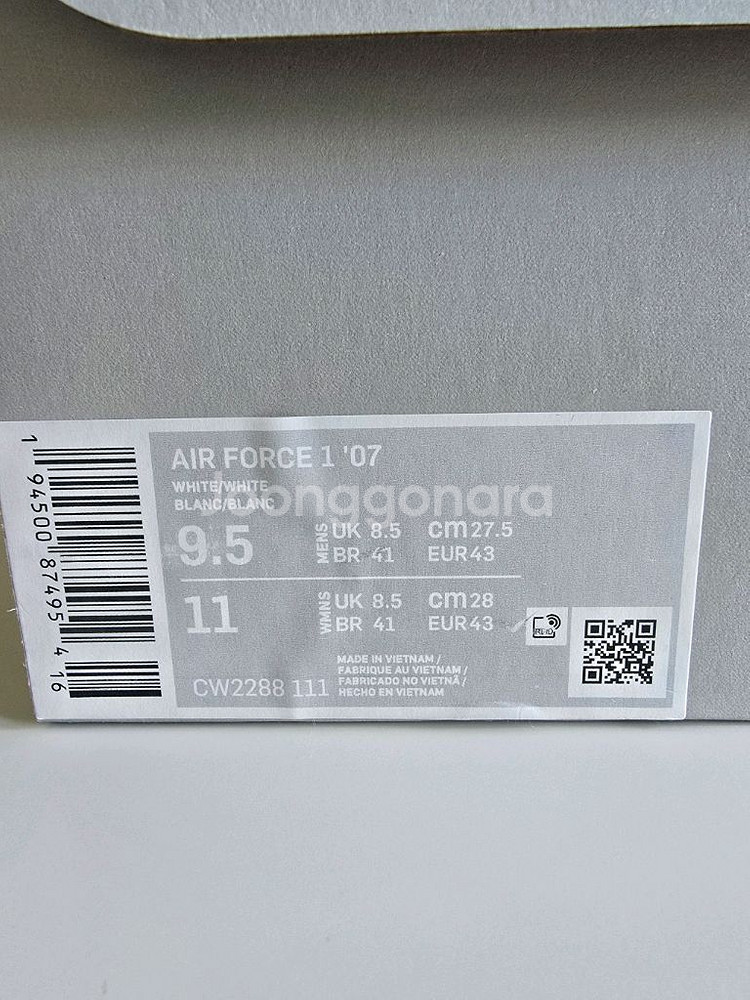 AIR FORCE 1 '07
WHITE/WHITE
BLANC/BLANC
Joonggonara
9.5 MENS UK 8.5 cm 27.5
BR 41 EUR 43
11 WMNS UK 8.5 cm 28
BR 41 EUR 43
RFID
CW2288 111
MADE IN VIETNAM /
FABRIQUE AU VIETNAM /
FABRICADO NO VIETNÃ /
HECHO EN VIETNAM
1 94500 87495 4 16